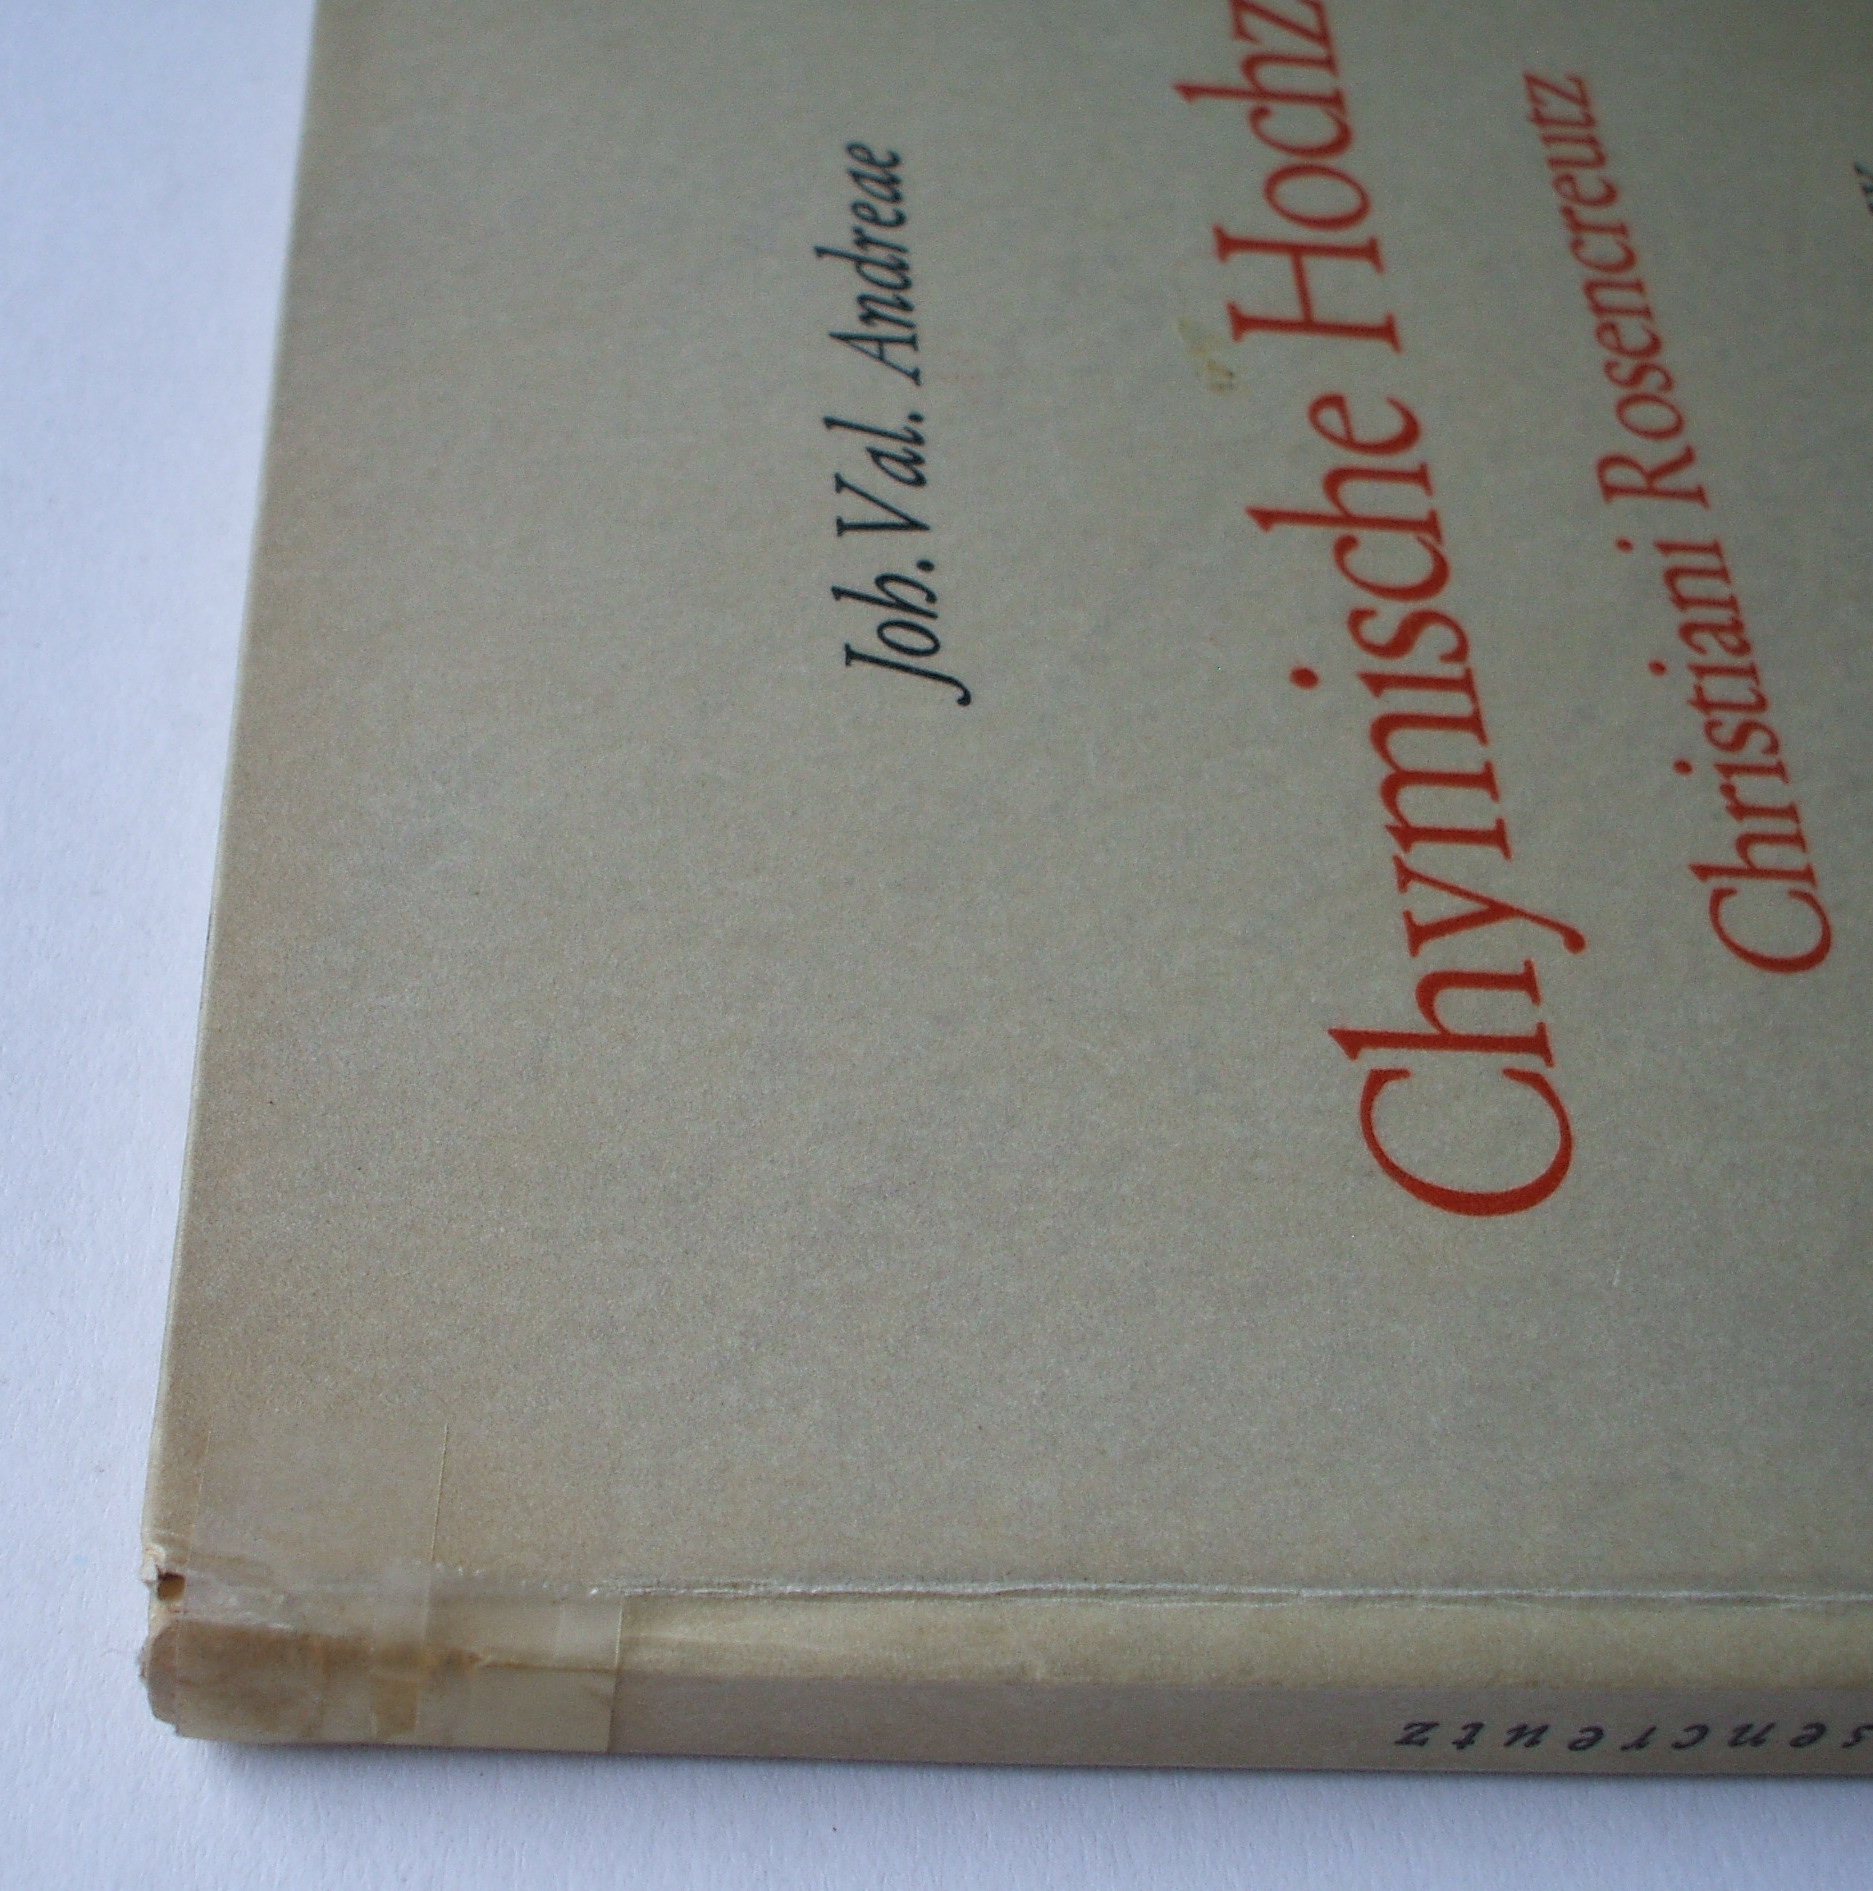 Joh. Val. Andreae
Chymische Hochz
Christiani Rosencreutz
sencreutz